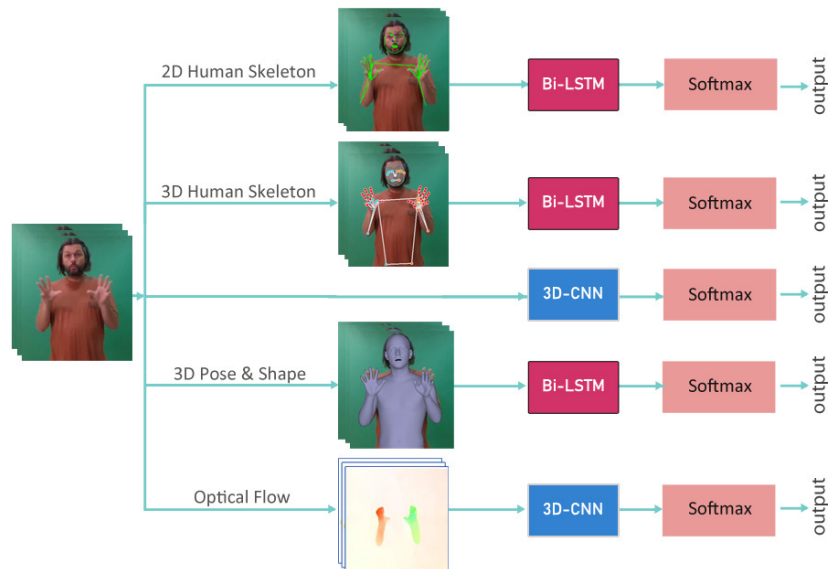 2D Human Skeleton
Bi-LSTM
Softmax
output
3D Human Skeleton
Bi-LSTM
Softmax
output
3D-CNN
Softmax
output
3D Pose & Shape
Bi-LSTM
Softmax
output
Optical Flow
3D-CNN
Softmax
output